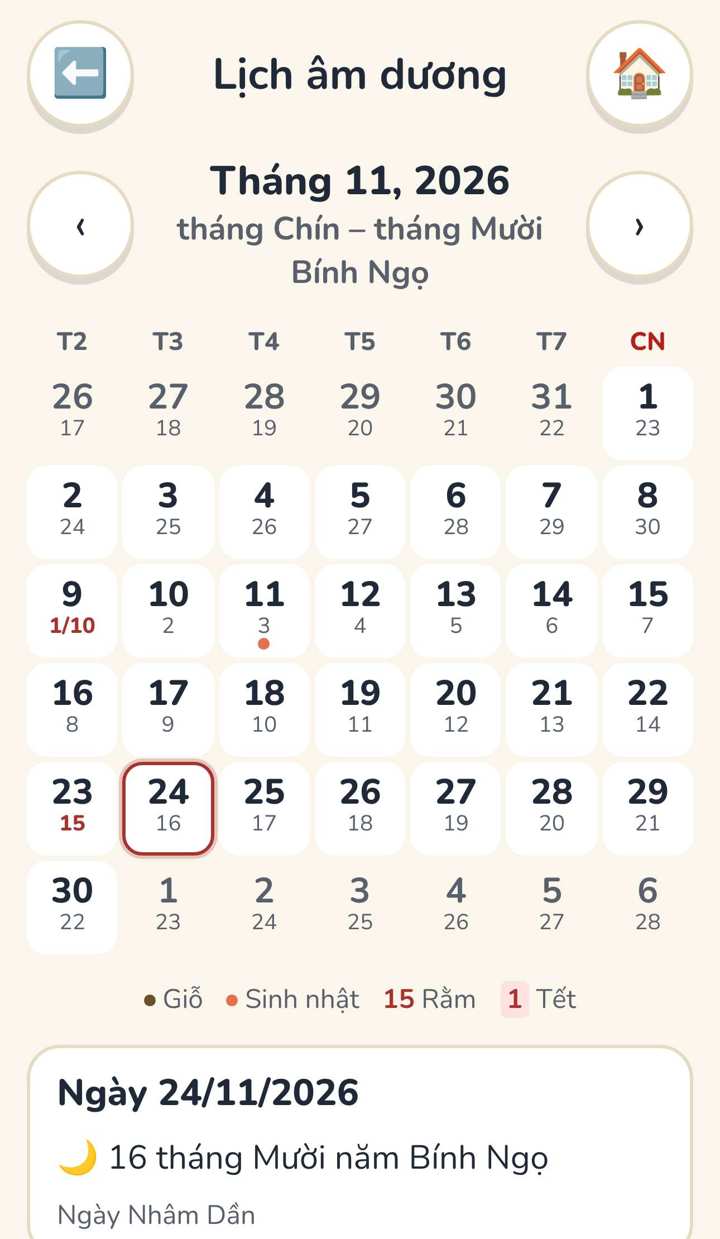 Lịch âm dương
‹
Tháng 11, 2026
›
tháng Chín – tháng Mười
Bính Ngọ
T2 T3 T4 T5 T6 T7 CN
26 27 28 29 30 31 1
17 18 19 20 21 22 23
2 3 4 5 6 7 8
24 25 26 27 28 29 30
9 10 11 12 13 14 15
1/10 2 3 4 5 6 7
16 17 18 19 20 21 22
8 9 10 11 12 13 14
23 24 25 26 27 28 29
15 16 17 18 19 20 21
30 1 2 3 4 5 6
22 23 24 25 26 27 28
Giỗ Sinh nhật 15 Rằm 1 Tết
Ngày 24/11/2026
🌙 16 tháng Mười năm Bính Ngọ
Ngày Nhâm Dần